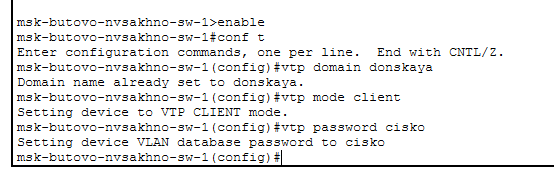 msk-butovo-nvsakhno-sw-1>enable
msk-butovo-nvsakhno-sw-1#conf t
Enter configuration commands, one per line.  End with CNTL/Z.
msk-butovo-nvsakhno-sw-1(config)#vtp domain donskaya
Domain name already set to donskaya.
msk-butovo-nvsakhno-sw-1(config)#vtp mode client
Setting device to VTP CLIENT mode.
msk-butovo-nvsakhno-sw-1(config)#vtp password cisko
Setting device VLAN database password to cisko
msk-butovo-nvsakhno-sw-1(config)#